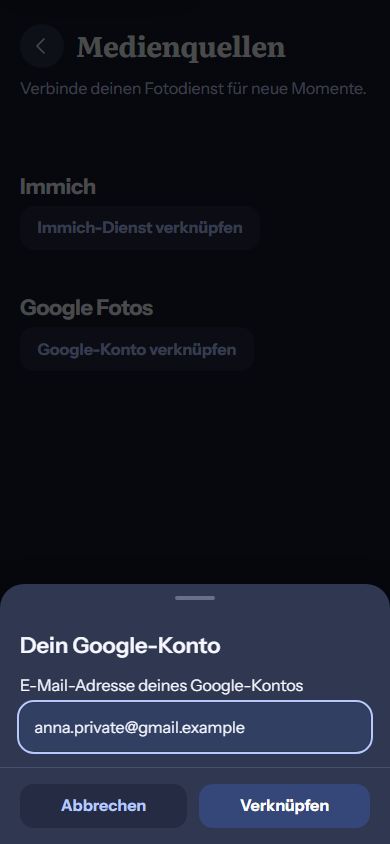 Medienquellen
Verbinde deinen Fotodienst für neue Momente.
Immich
Immich-Dienst verknüpfen
Google Fotos
Google-Konto verknüpfen
Dein Google-Konto
E-Mail-Adresse deines Google-Kontos
anna.private@gmail.example
Abbrechen
Verknüpfen